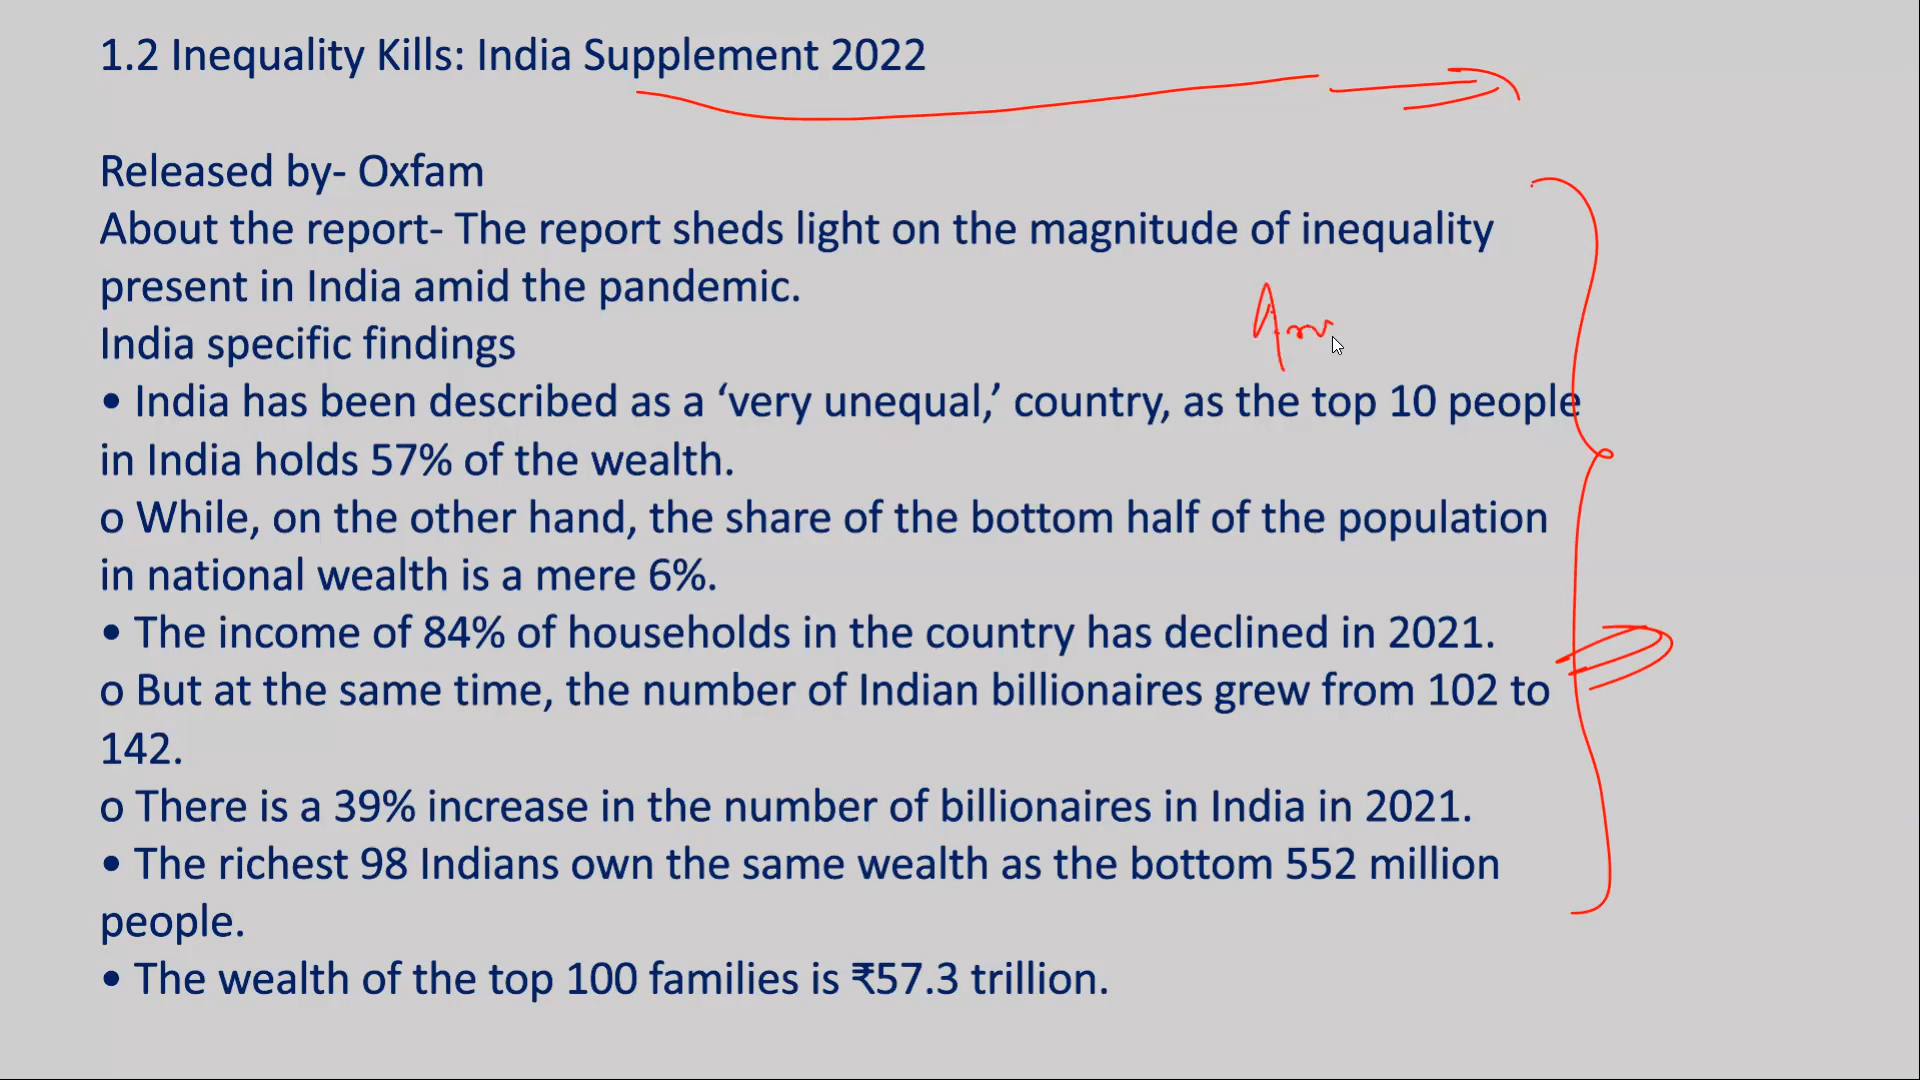 1.2 Inequality Kills: India Supplement 2022
Released by- Oxfam
About the report- The report sheds light on the magnitude of inequality
present in India amid the pandemic.
India specific findings
• India has been described as a ‘very unequal,’ country, as the top 10 people
in India holds 57% of the wealth.
o While, on the other hand, the share of the bottom half of the population
in national wealth is a mere 6%.
• The income of 84% of households in the country has declined in 2021.
o But at the same time, the number of Indian billionaires grew from 102 to
142.
o There is a 39% increase in the number of billionaires in India in 2021.
• The richest 98 Indians own the same wealth as the bottom 552 million
people.
• The wealth of the top 100 families is ₹57.3 trillion.